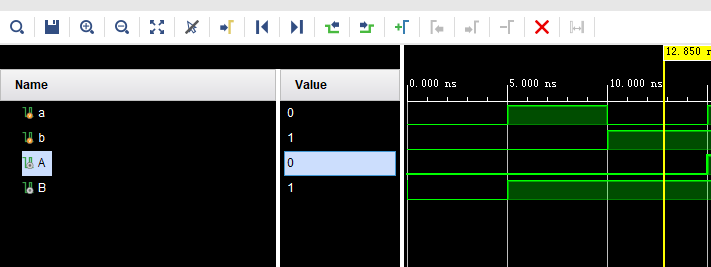 12.850 n
Name Value
0.000 ns 5.000 ns 10.000 ns
a 0
b 1
A 0
B 1